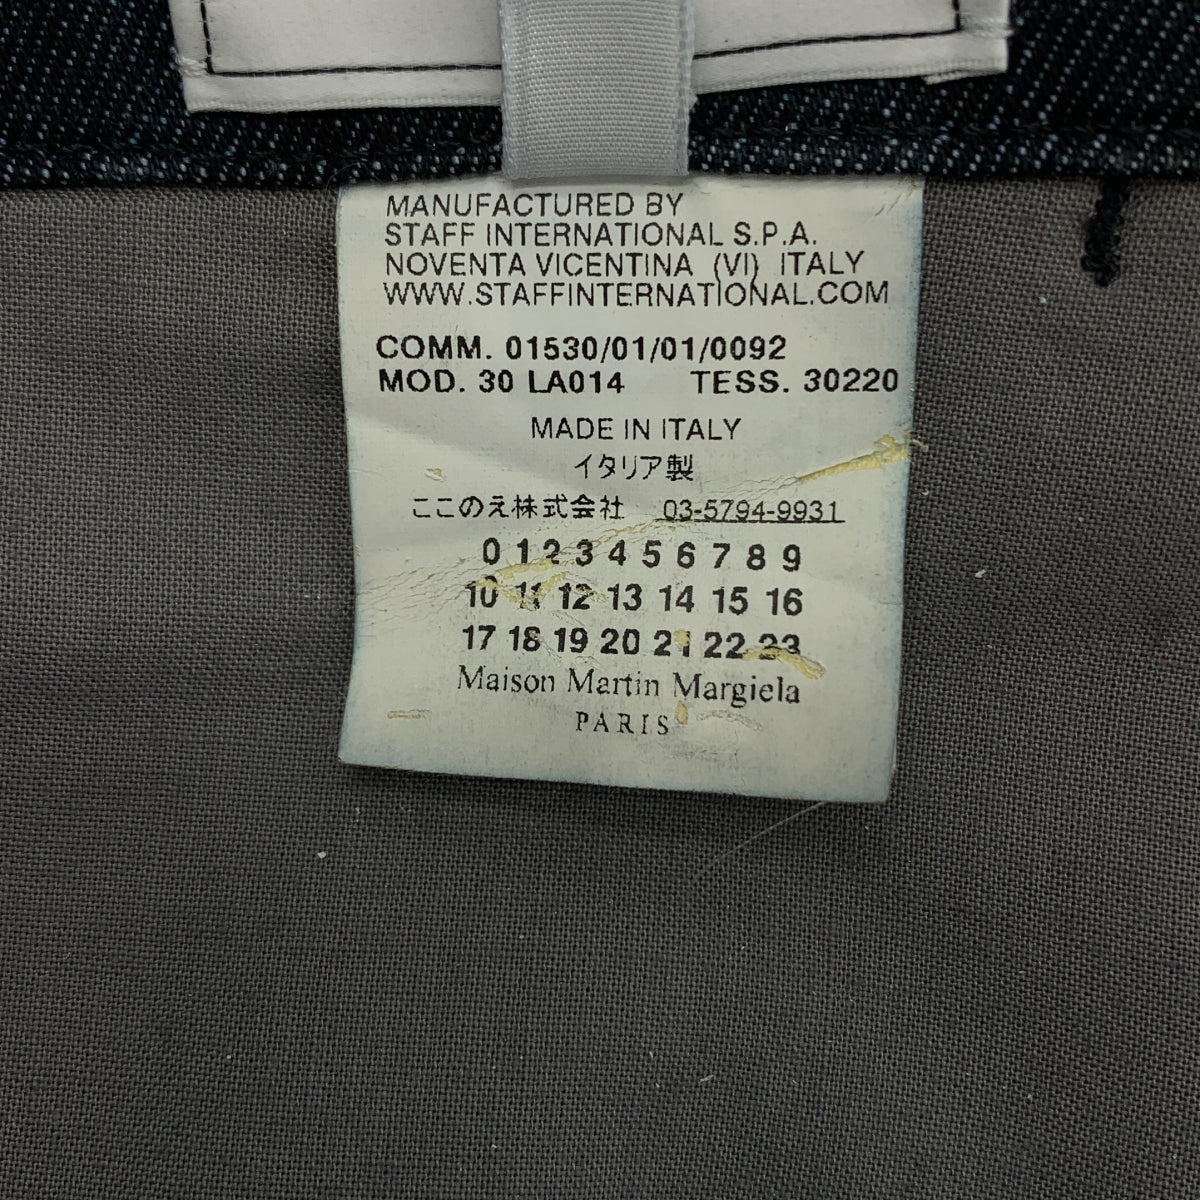 MANUFACTURED BY
STAFF INTERNATIONAL S.P.A.
NOVENTA VICENTINA (VI) ITALY
WWW.STAFFINTERNATIONAL.COM
COMM. 01530/01/01/0092
MOD. 30 LA014 TESS. 30220
MADE IN ITALY
イタリア製
ここのえ株式会社 03-5794-9931
0 1 2 3 4 5 6 7 8 9
10 11 12 13 14 15 16
17 18 19 20 21 22 23
Maison Martin Margiela
PARIS